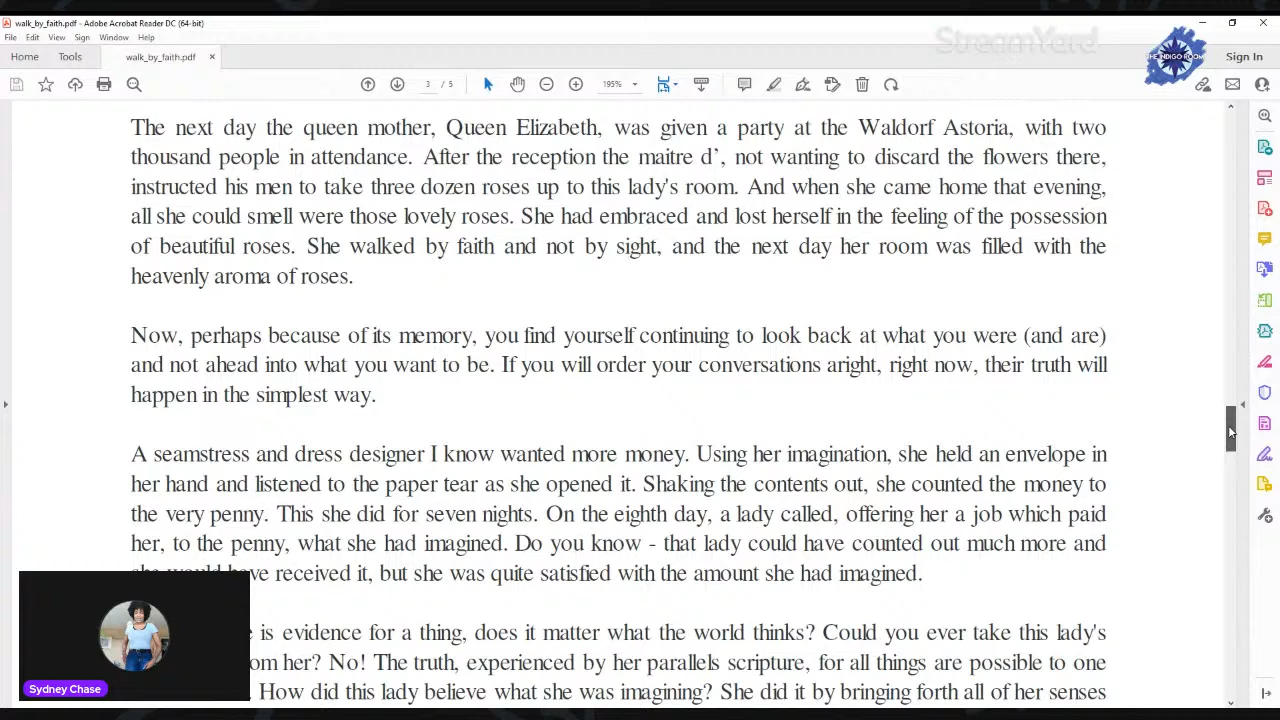 walk_by_faith.pdf - Adobe Acrobat Reader DC (64-bit)
File Edit View Sign Window Help
StreamYard
THE INDIGO ROOM
Home Tools walk_by_faith.pdf × Sign In
3 / 5 195%
The next day the queen mother, Queen Elizabeth, was given a party at the Waldorf Astoria, with two
thousand people in attendance. After the reception the maitre d’, not wanting to discard the flowers there,
instructed his men to take three dozen roses up to this lady's room. And when she came home that evening,
all she could smell were those lovely roses. She had embraced and lost herself in the feeling of the possession
of beautiful roses. She walked by faith and not by sight, and the next day her room was filled with the
heavenly aroma of roses.
Now, perhaps because of its memory, you find yourself continuing to look back at what you were (and are)
and not ahead into what you want to be. If you will order your conversations aright, right now, their truth will
happen in the simplest way.
A seamstress and dress designer I know wanted more money. Using her imagination, she held an envelope in
her hand and listened to the paper tear as she opened it. Shaking the contents out, she counted the money to
the very penny. This she did for seven nights. On the eighth day, a lady called, offering her a job which paid
her, to the penny, what she had imagined. Do you know - that lady could have counted out much more and
she would have received it, but she was quite satisfied with the amount she had imagined.
is evidence for a thing, does it matter what the world thinks? Could you ever take this lady's
from her? No! The truth, experienced by her parallels scripture, for all things are possible to one
. How did this lady believe what she was imagining? She did it by bringing forth all of her senses
Sydney Chase